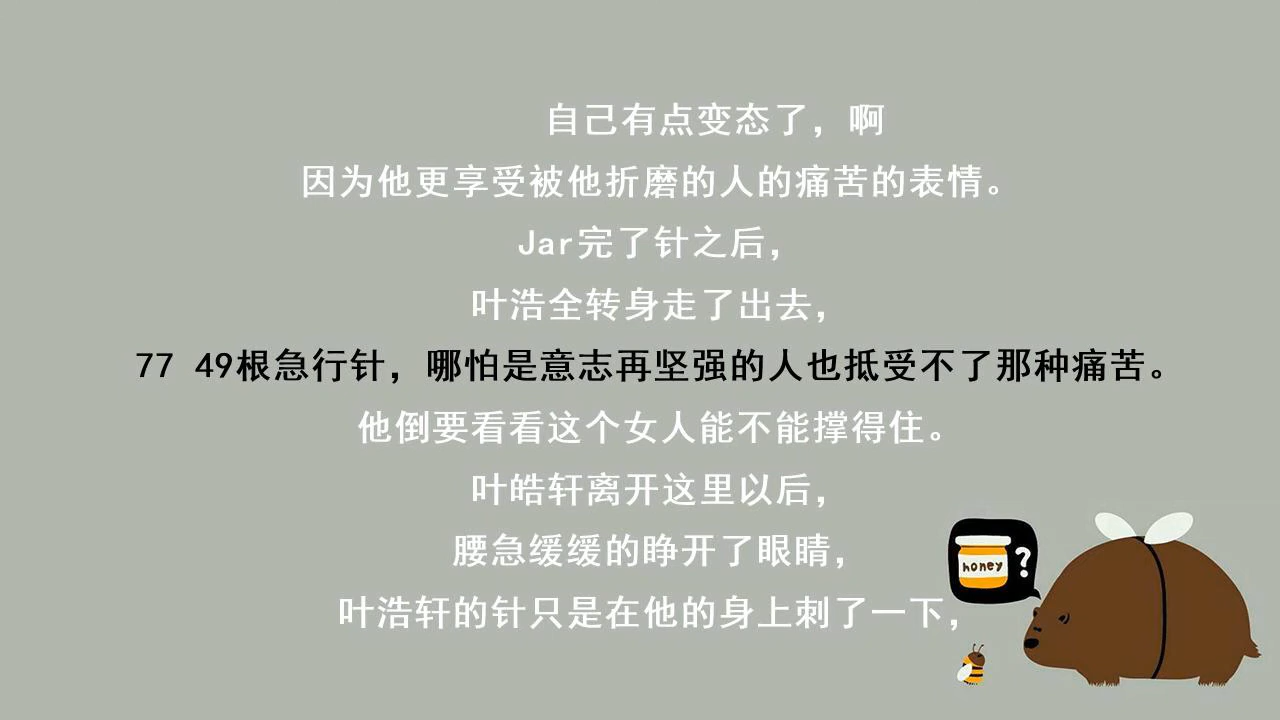 自己有点变态了，啊
因为他更享受被他折磨的人的痛苦的表情。
Jar完了针之后，
叶浩全转身走了出去，
77 49根急行针，哪怕是意志再坚强的人也抵受不了那种痛苦。
他倒要看看这个女人能不能撑得住。
叶皓轩离开这里以后，
腰急缓缓的睁开了眼睛，
叶浩轩的针只是在他的身上刺了一下，
honey
?